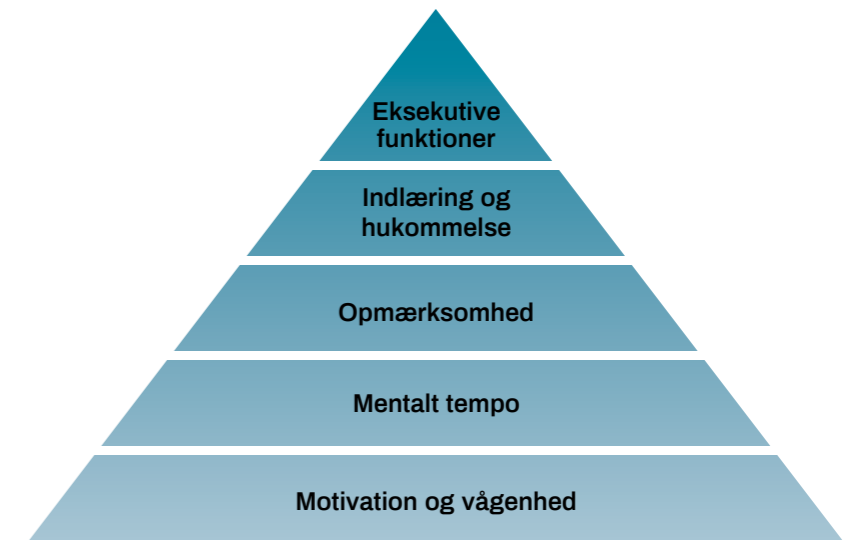 Eksekutive
funktioner
Indlæring og
hukommelse
Opmærksomhed
Mentalt tempo
Motivation og vågenhed